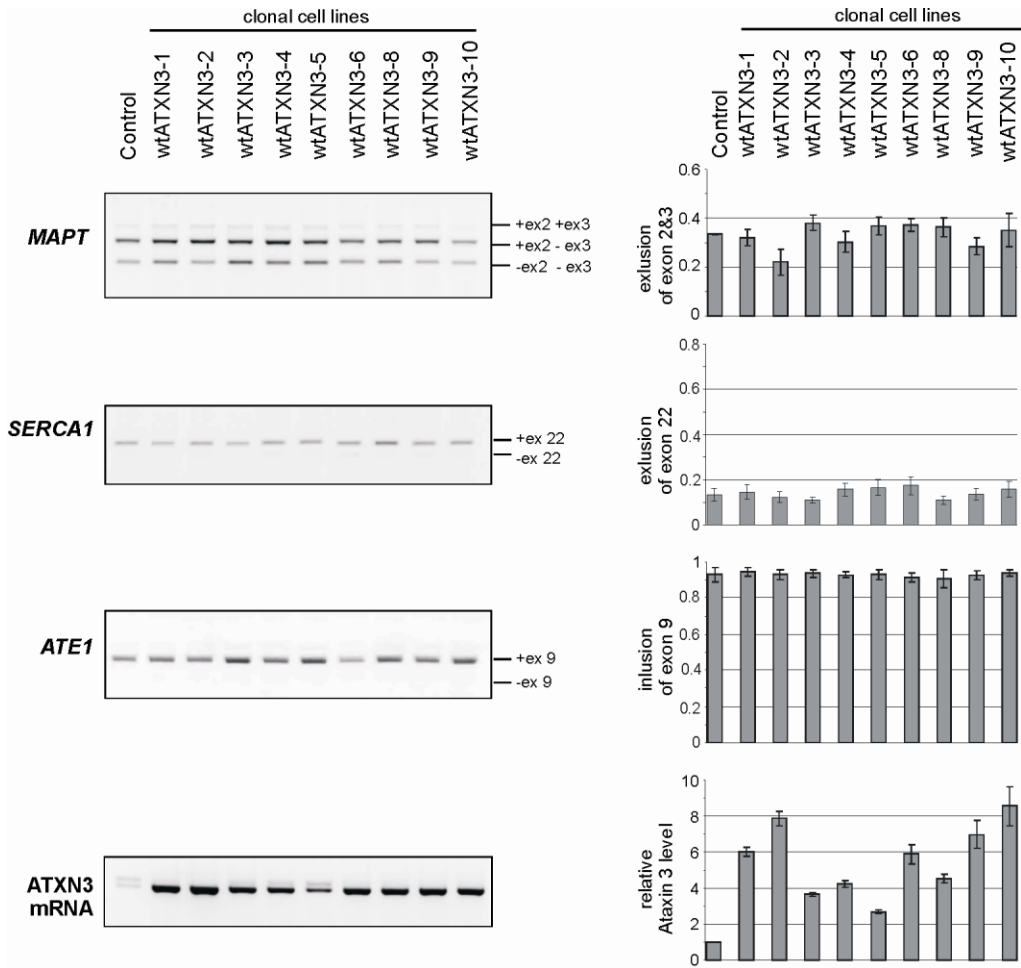 clonal cell lines
Control
wtATXN3-1
wtATXN3-2
wtATXN3-3
wtATXN3-4
wtATXN3-5
wtATXN3-6
wtATXN3-8
wtATXN3-9
wtATXN3-10
MAPT
+ex2 +ex3
+ex2 - ex3
-ex2 - ex3
SERCA1
+ex 22
-ex 22
ATE1
+ex 9
-ex 9
ATXN3
mRNA
clonal cell lines
Control
wtATXN3-1
wtATXN3-2
wtATXN3-3
wtATXN3-4
wtATXN3-5
wtATXN3-6
wtATXN3-8
wtATXN3-9
wtATXN3-10
exlusion
of exon 2&3
0.6
0.4
0.2
0
exlusion
of exon 22
0.8
0.6
0.4
0.2
0
inlusion
of exon 9
1
0.8
0.6
0.4
0.2
0
relative
Ataxin 3 level
10
8
6
4
2
0